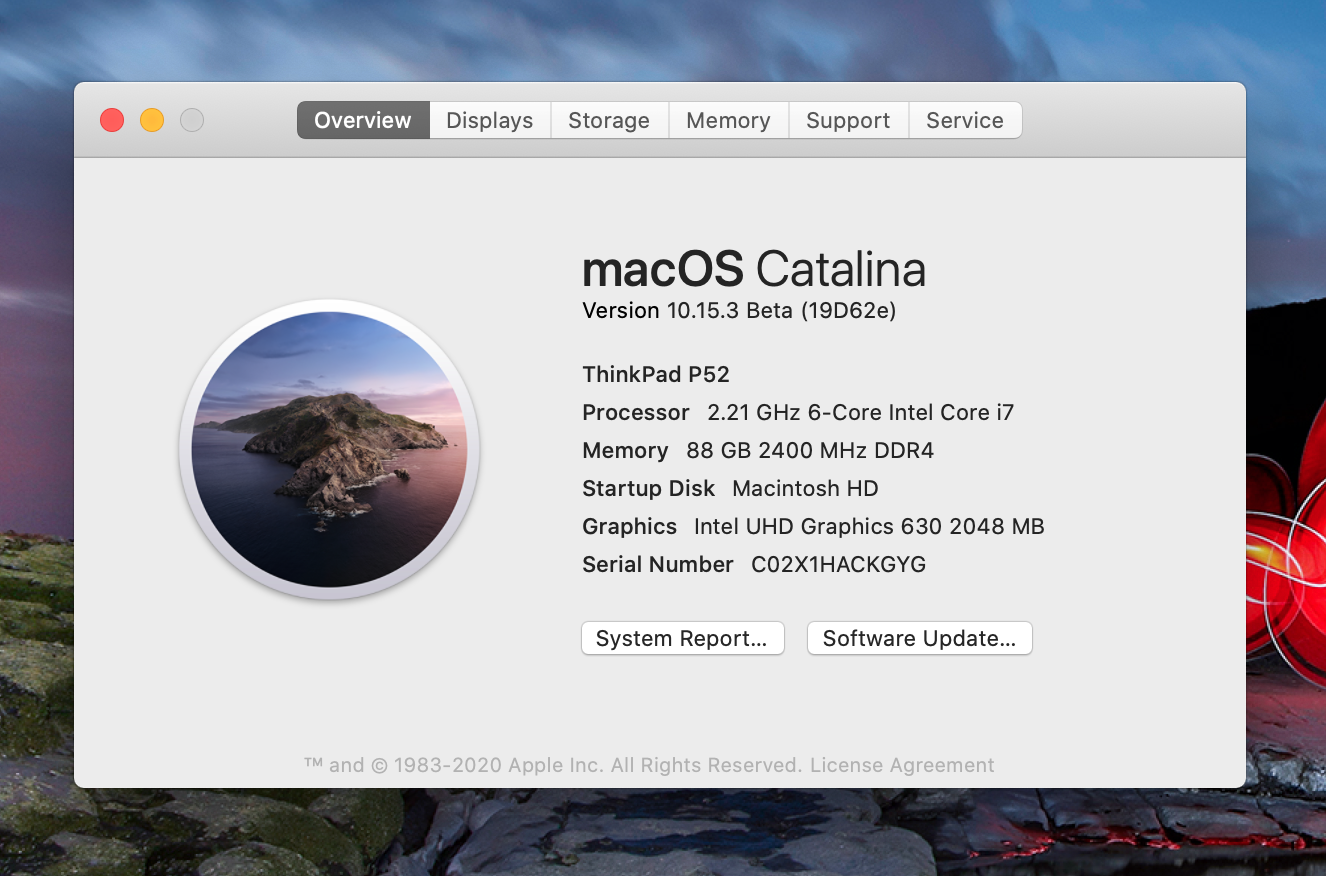 Overview Displays Storage Memory Support Service
macOS Catalina
Version 10.15.3 Beta (19D62e)
ThinkPad P52
Processor 2.21 GHz 6-Core Intel Core i7
Memory 88 GB 2400 MHz DDR4
Startup Disk Macintosh HD
Graphics Intel UHD Graphics 630 2048 MB
Serial Number C02X1HACKGYG
System Report... Software Update...
™ and © 1983-2020 Apple Inc. All Rights Reserved. License Agreement